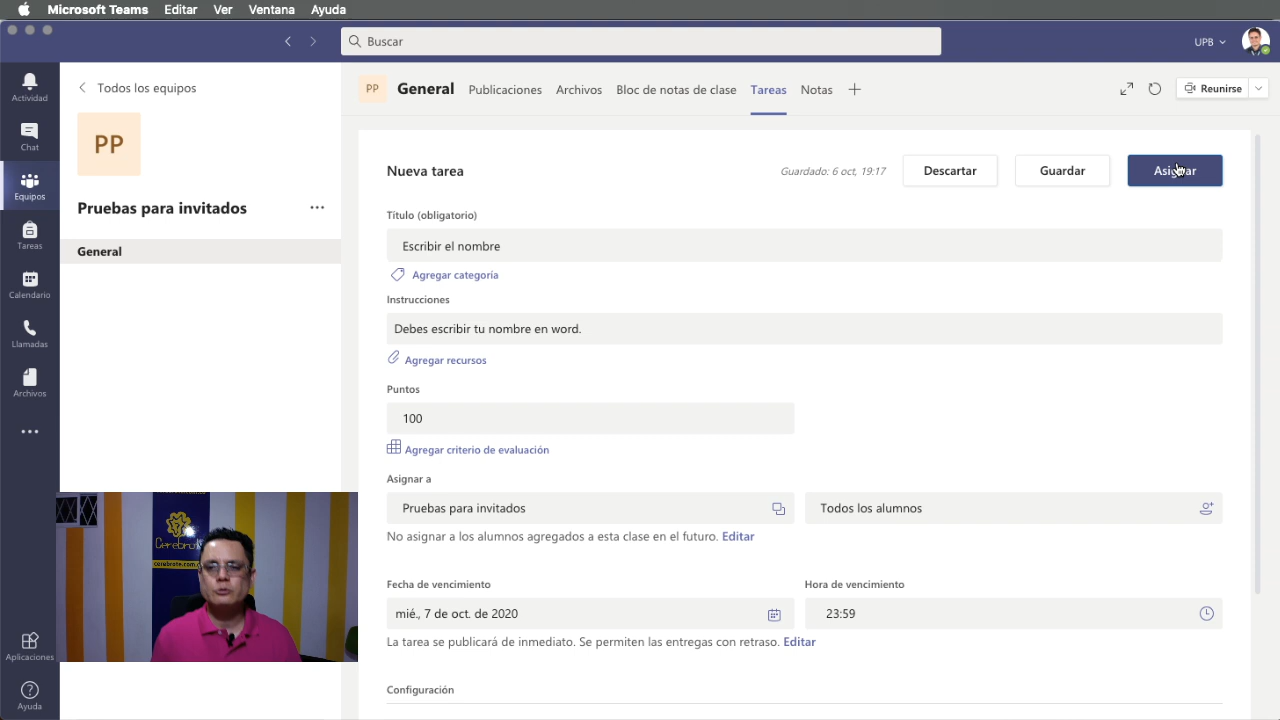 Microsoft Teams Editar Ver Ventana Ayuda
Buscar
UPB
Actividad
Chat
Equipos
Tareas
Calendario
Llamadas
Archivos
Aplicaciones
Ayuda
Todos los equipos
PP
Pruebas para invitados
General
PP General Publicaciones Archivos Bloc de notas de clase Tareas Notas
Reunirse
Nueva tarea
Guardado: 6 oct, 19:17
Descartar
Guardar
Asignar
Título (obligatorio)
Escribir el nombre
Agregar categoría
Instrucciones
Debes escribir tu nombre en word.
Agregar recursos
Puntos
100
Agregar criterio de evaluación
Asignar a
Pruebas para invitados
Todos los alumnos
No asignar a los alumnos agregados a esta clase en el futuro. Editar
Fecha de vencimiento
Hora de vencimiento
mié., 7 de oct. de 2020
23:59
La tarea se publicará de inmediato. Se permiten las entregas con retraso. Editar
Configuración
Cerebrote
cerebrote.com